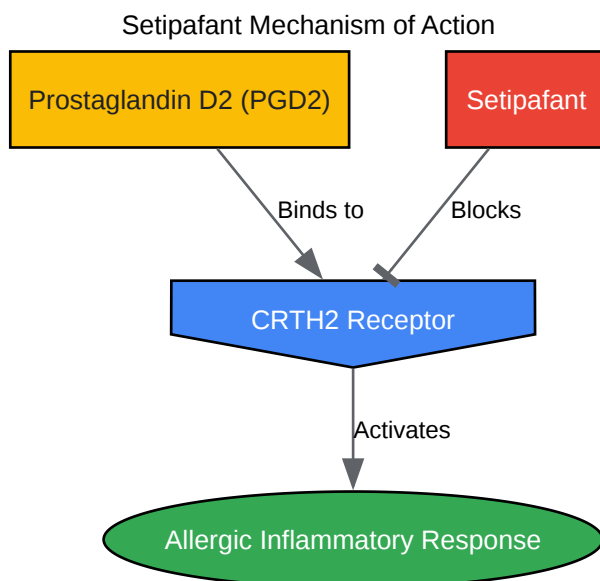 Setipafant Mechanism of Action
Prostaglandin D2 (PGD2)
Setipafant
Binds to
Blocks
CRTH2 Receptor
Activates
Allergic Inflammatory Response